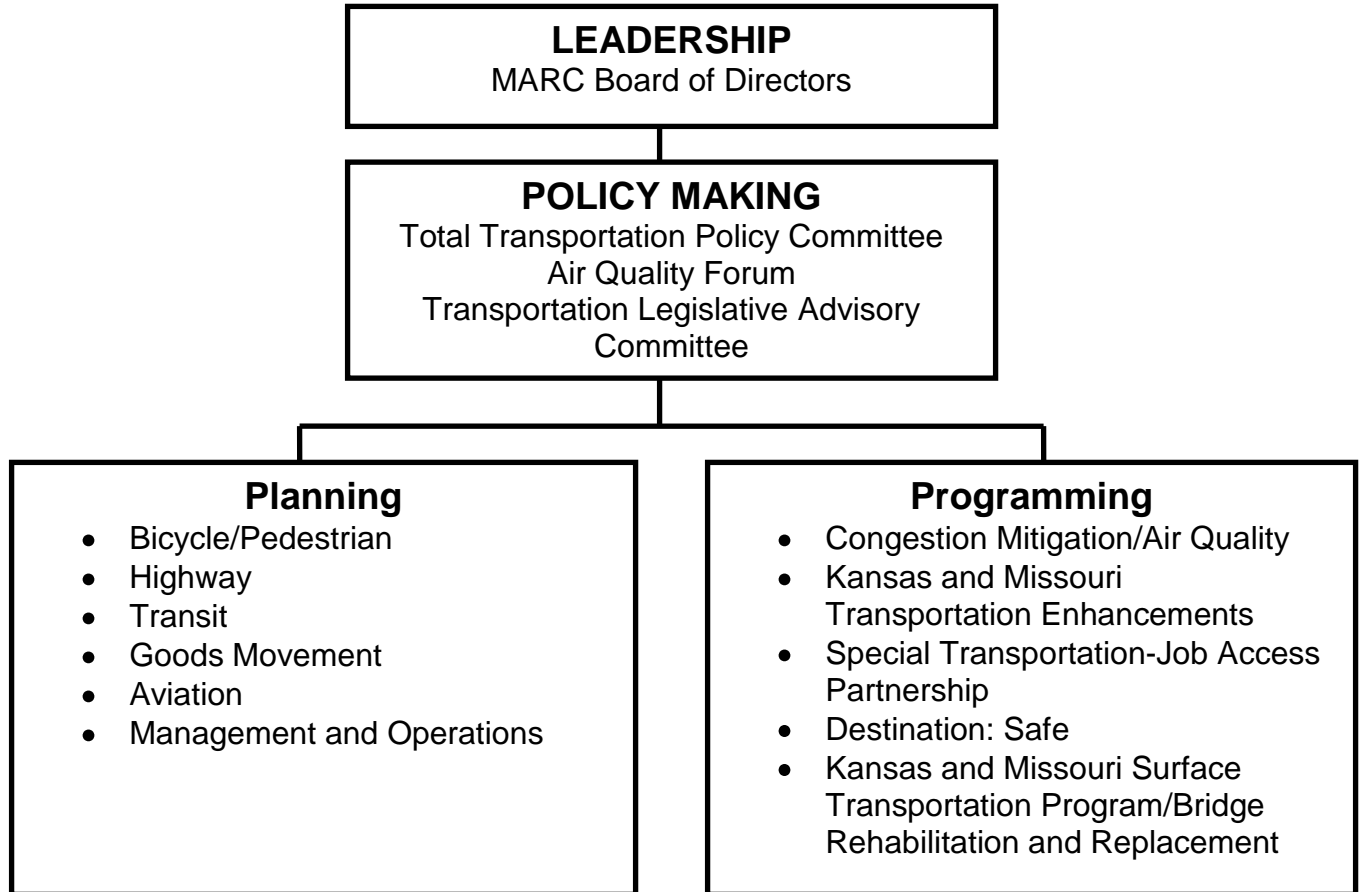 LEADERSHIP
MARC Board of Directors
POLICY MAKING
Total Transportation Policy Committee
Air Quality Forum
Transportation Legislative Advisory
Committee
Planning
• Bicycle/Pedestrian
• Highway
• Transit
• Goods Movement
• Aviation
• Management and Operations
Programming
• Congestion Mitigation/Air Quality
• Kansas and Missouri
Transportation Enhancements
• Special Transportation-Job Access
Partnership
• Destination: Safe
• Kansas and Missouri Surface
Transportation Program/Bridge
Rehabilitation and Replacement